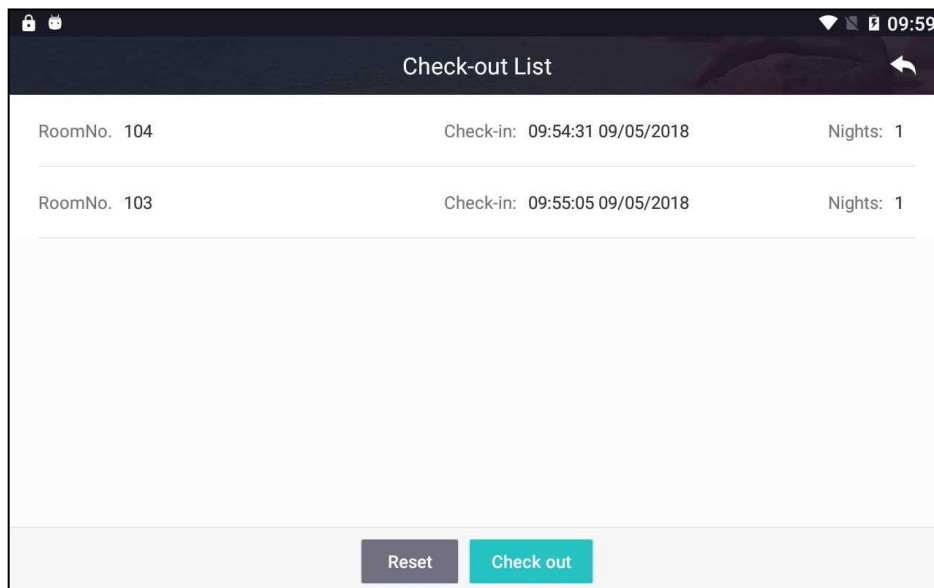 09:59
Check-out List
RoomNo. 104 Check-in: 09:54:31 09/05/2018 Nights: 1
RoomNo. 103 Check-in: 09:55:05 09/05/2018 Nights: 1
Reset Check out